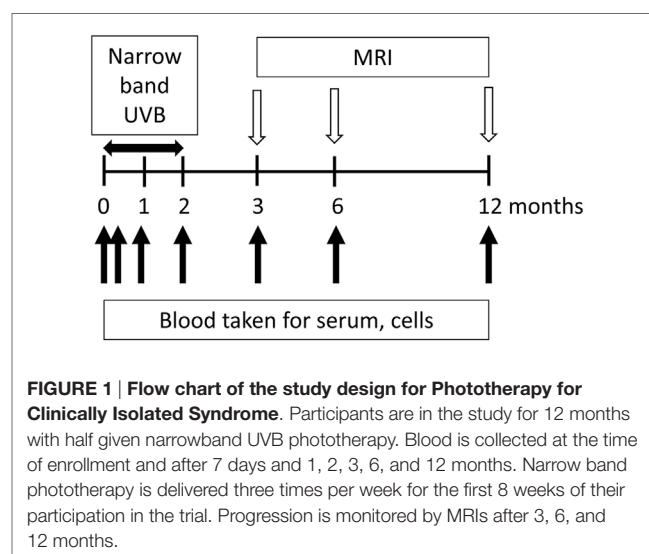 Narrow
band
UVB
MRI
0 1 2 3 6 12 months
Blood taken for serum, cells
FIGURE 1 | Flow chart of the study design for Phototherapy for
Clinically Isolated Syndrome. Participants are in the study for 12 months
with half given narrowband UVB phototherapy. Blood is collected at the time
of enrollment and after 7 days and 1, 2, 3, 6, and 12 months. Narrow band
phototherapy is delivered three times per week for the first 8 weeks of their
participation in the trial. Progression is monitored by MRIs after 3, 6, and
12 months.